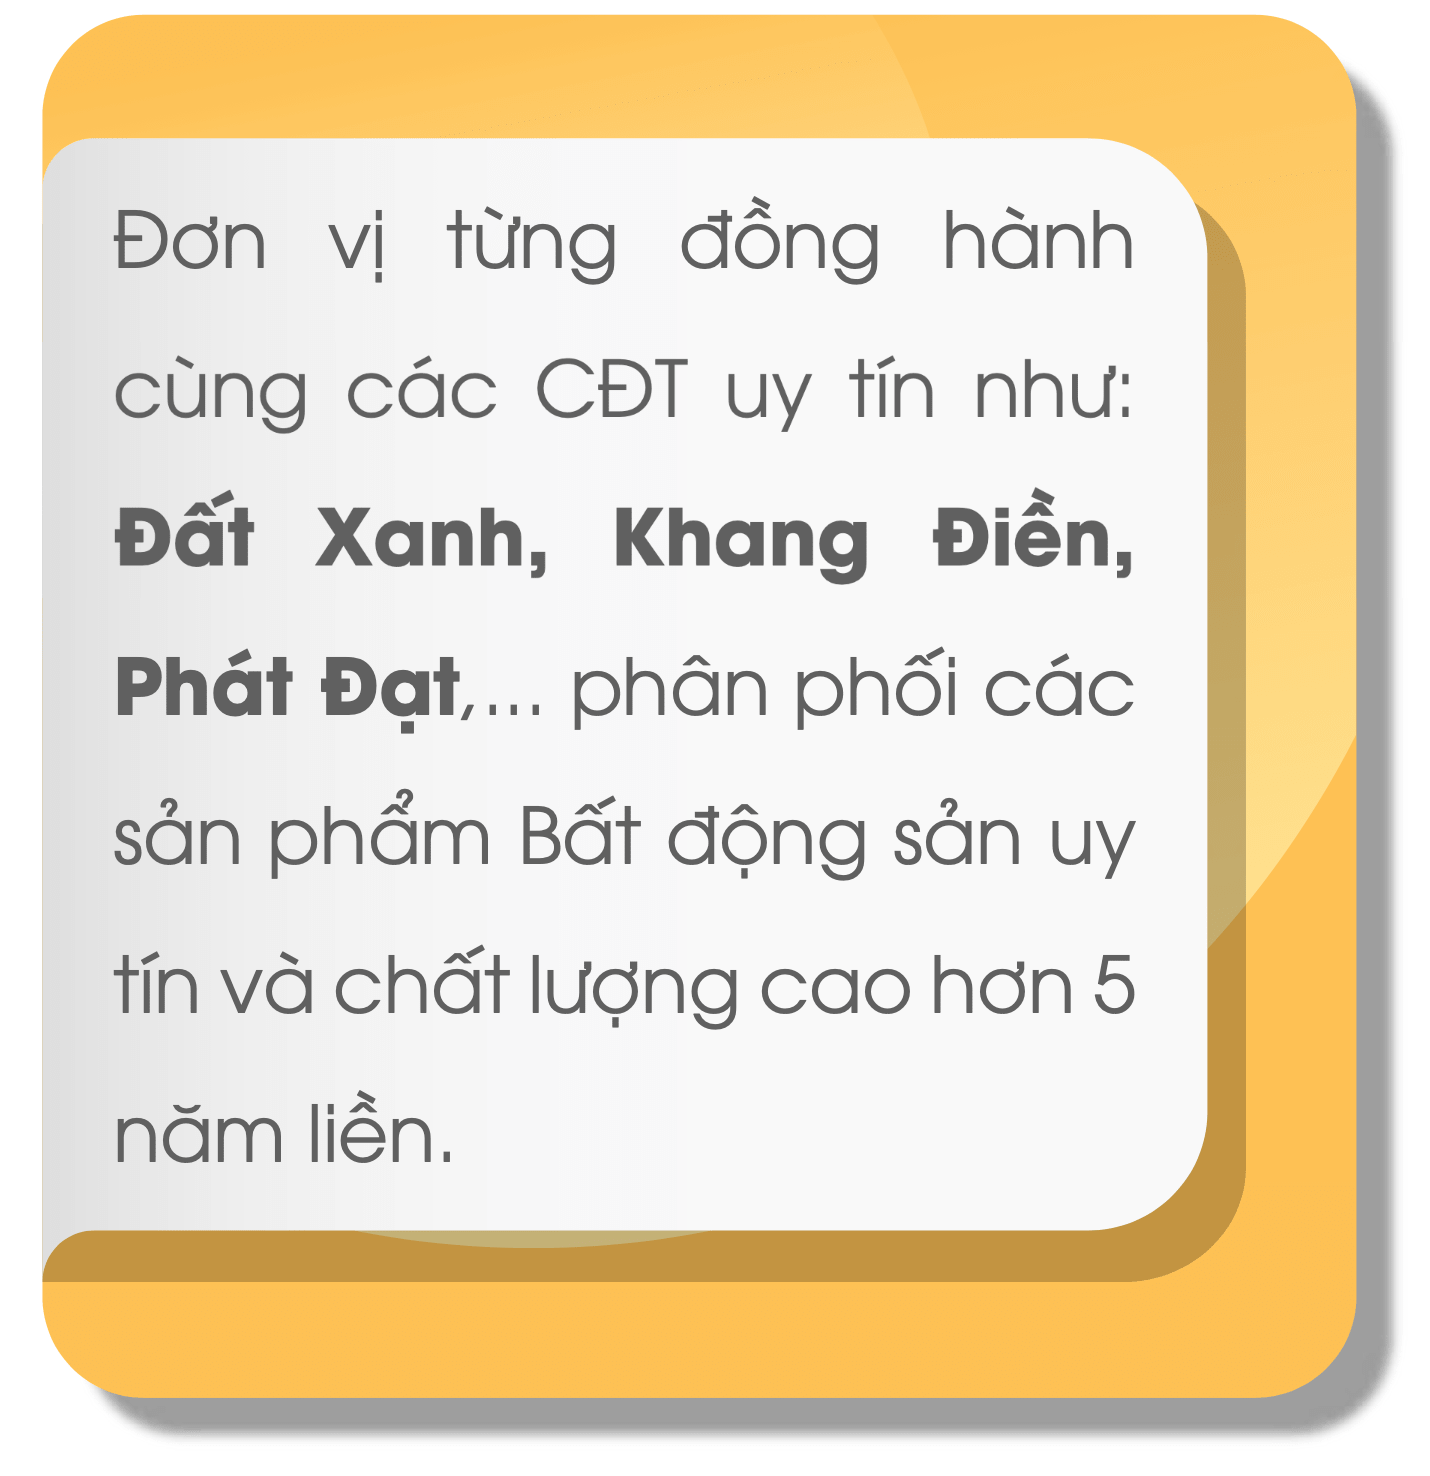 Đơn vị từng đồng hành
cùng các CĐT uy tín như:
Đất Xanh, Khang Điền,
Phát Đạt,... phân phối các
sản phẩm Bất động sản uy
tín và chất lượng cao hơn 5
năm liền.